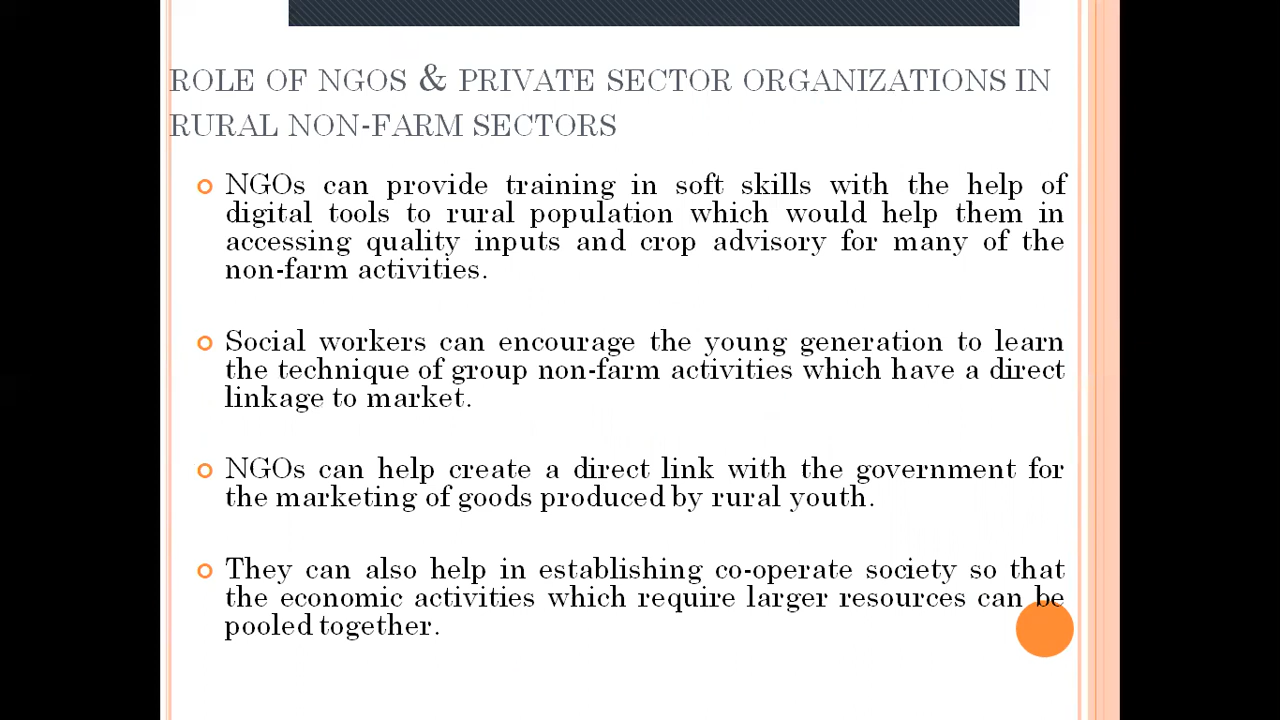 ROLE OF NGOS & PRIVATE SECTOR ORGANIZATIONS IN
RURAL NON-FARM SECTORS
NGOs can provide training in soft skills with the help of
digital tools to rural population which would help them in
accessing quality inputs and crop advisory for many of the
non-farm activities.
Social workers can encourage the young generation to learn
the technique of group non-farm activities which have a direct
linkage to market.
NGOs can help create a direct link with the government for
the marketing of goods produced by rural youth.
They can also help in establishing co-operate society so that
the economic activities which require larger resources can be
pooled together.